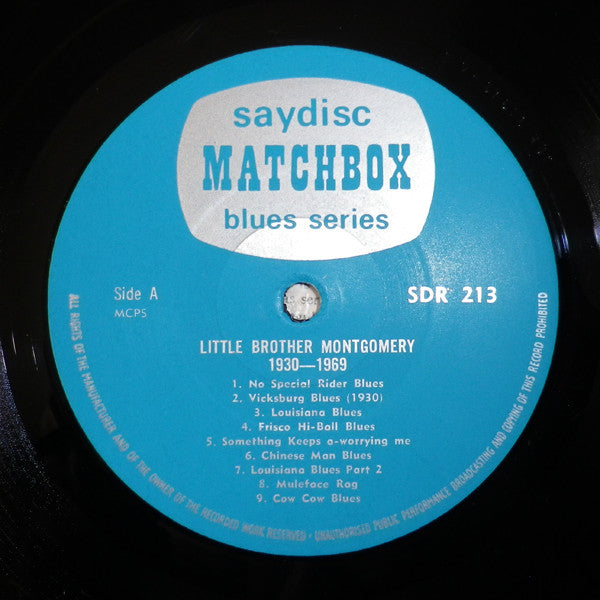 saydisc
MATCHBOX
blues series
Side A
MCPS
SDR 213
LITTLE BROTHER MONTGOMERY
1930—1969
1. No Special Rider Blues
2. Vicksburg Blues (1930)
3. Louisiana Blues
4. Frisco Hi-Ball Blues
5. Something Keeps a-worrying me
6. Chinese Man Blues
7. Louisiana Blues Part 2
8. Muleface Rag
9. Cow Cow Blues
ALL RIGHTS OF THE MANUFACTURER AND OF THE OWNER OF THE RECORDED WORK RESERVED · UNAUTHORISED PUBLIC PERFORMANCE BROADCASTING AND COPYING OF THIS RECORD PROHIBITED